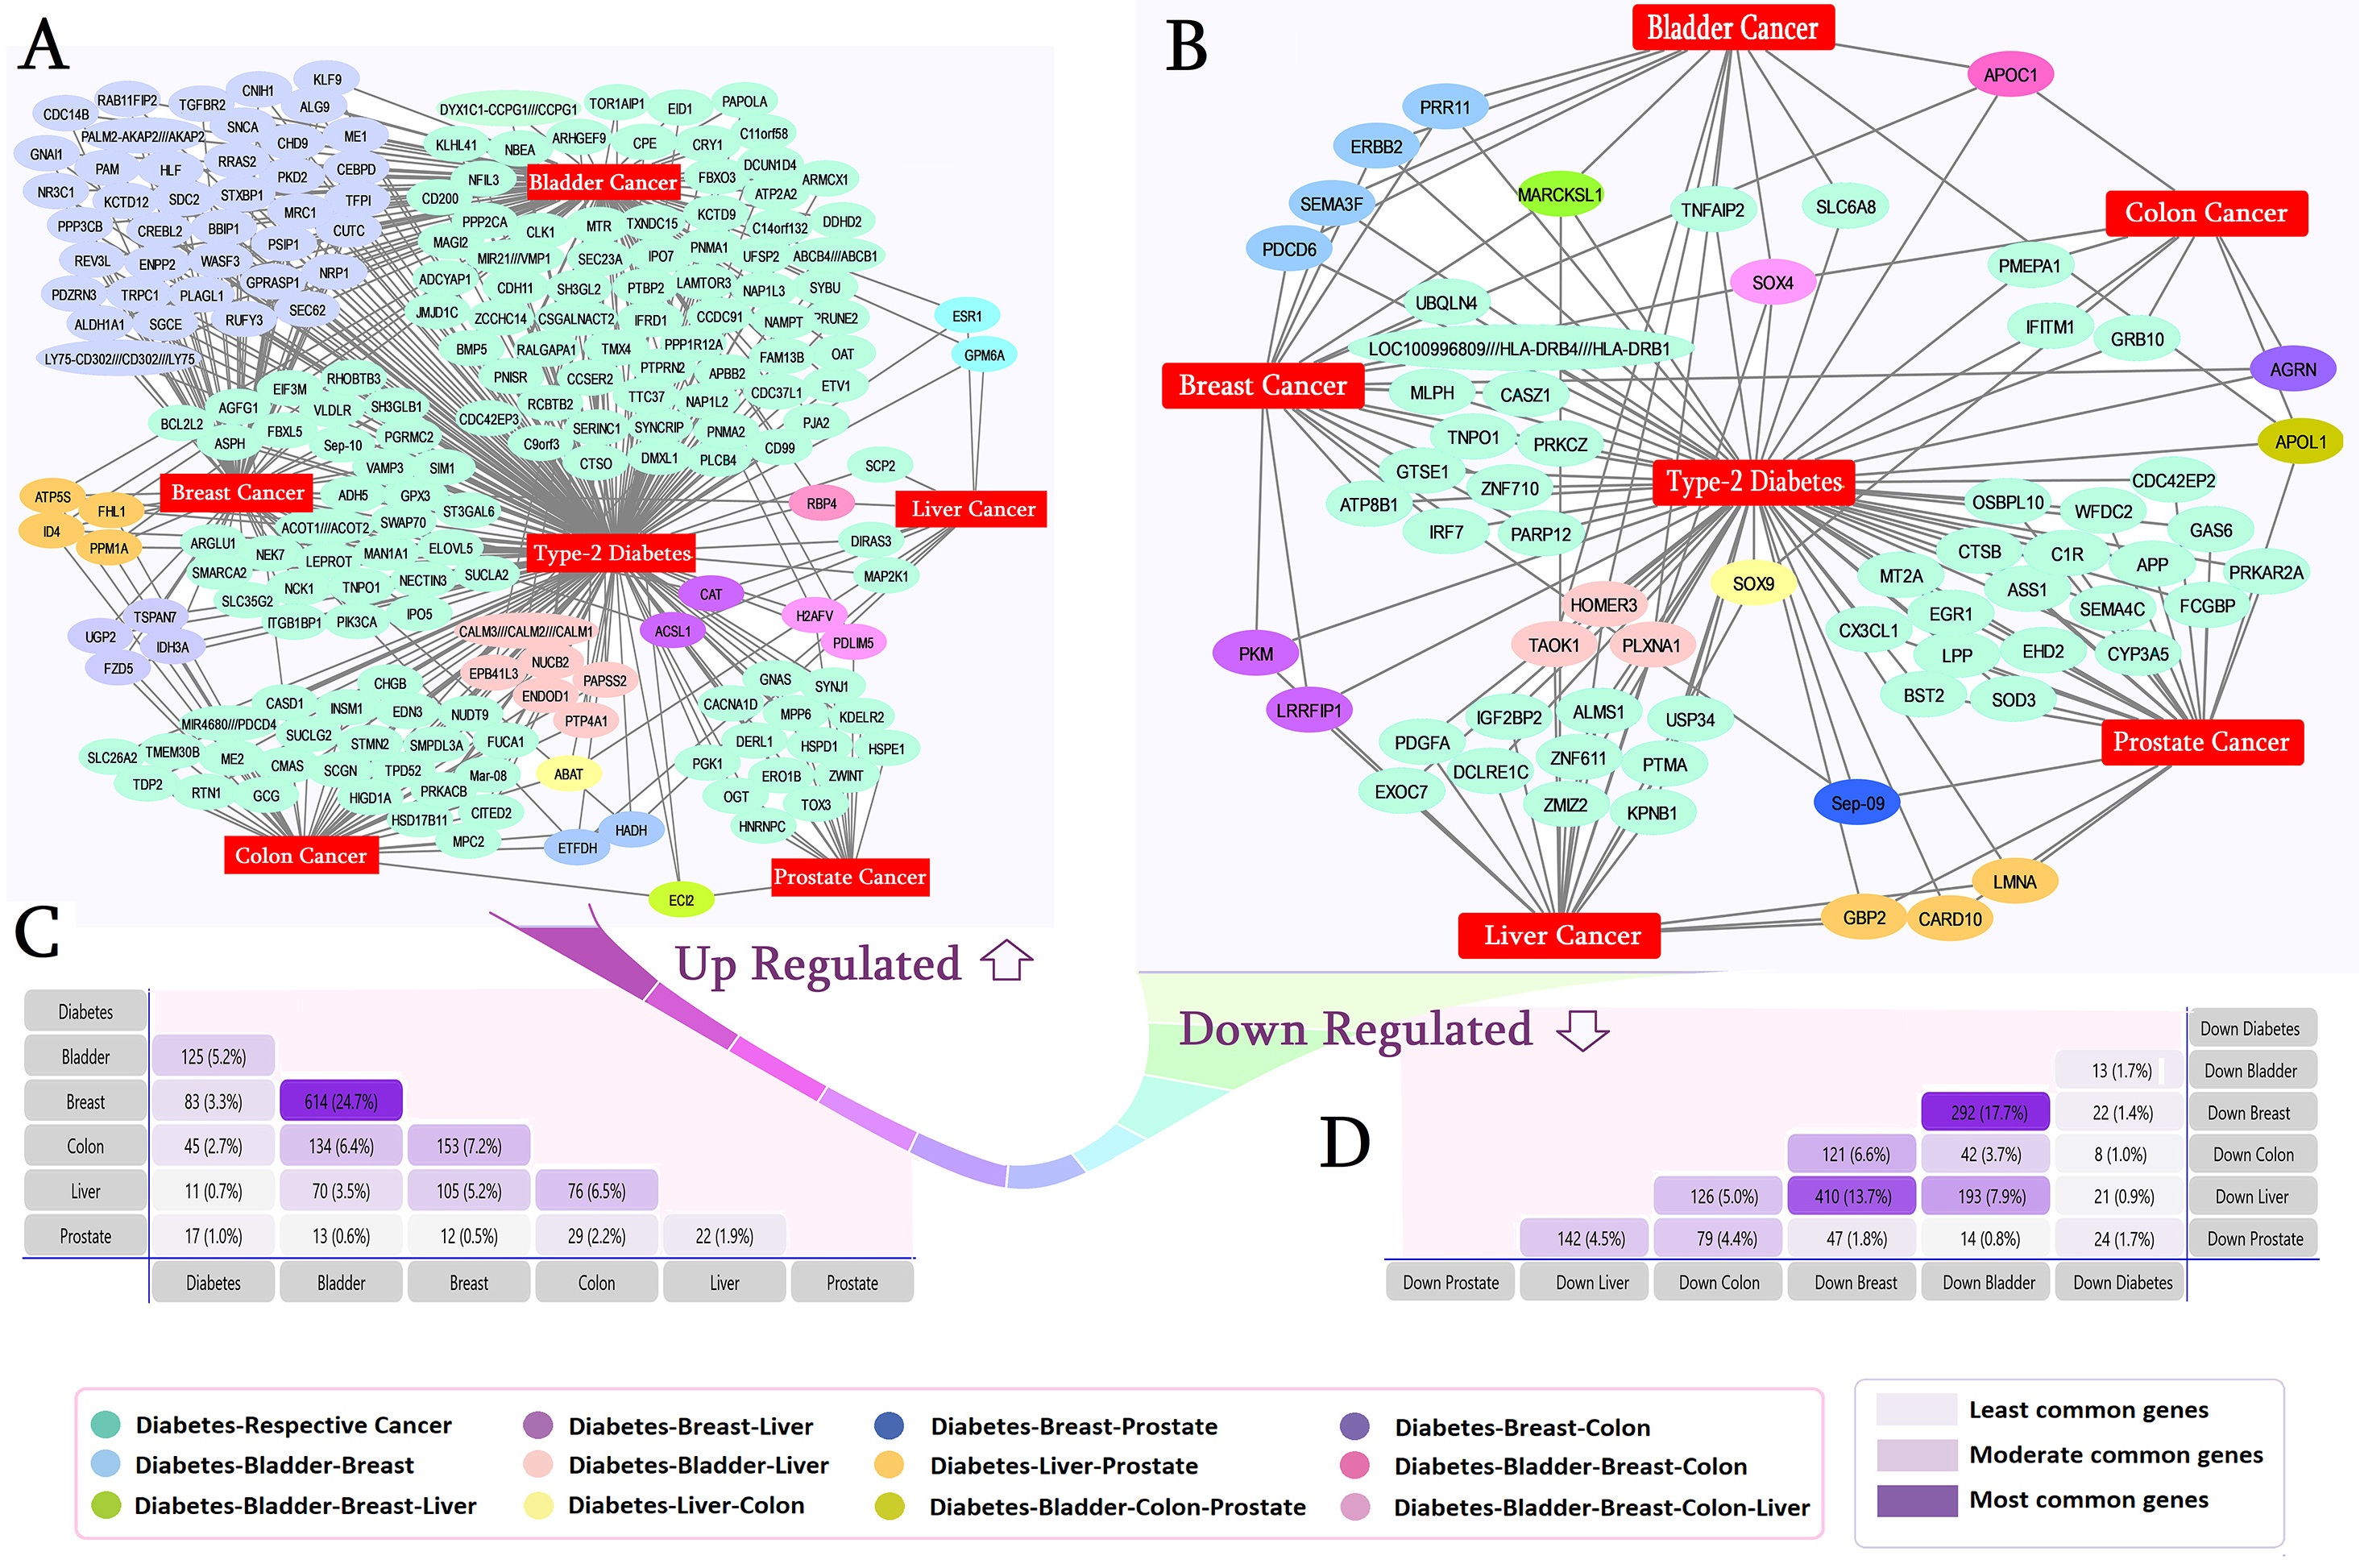 A
KLF9
CNIH1
RAB11FIP2
TGFBR2
ALG9
CDC14B
SNCA
PALM2-AKAP2///AKAP2
CHD9
ME1
GNAI1
PAM
HLF
RRAS2
PKD2
CEBPD
NR3C1
KCTD12
SDC2
STXBP1
MRC1
TFPI
PPP3CB
CREBL2
BBIP1
PSIP1
CUTC
REV3L
ENPP2
WASF3
GPRASP1
NRP1
PDZRN3
TRPC1
PLAGL1
SEC62
ALDH1A1
SGCE
RUFY3
LY75-CD302///CD302///LY75
DYX1C1-CCPG1///CCPG1
TOR1AIP1
EID1
PAPOLA
KLHL41
NBEA
ARHGEF9
CPE
CRY1
C11orf58
NFIL3
Bladder Cancer
FBXO3
DCUN1D4
ARMCX1
CD200
ATP2A2
PPP2CA
CLK1
MTR
TXNDC15
KCTD9
C14orf132
DDHD2
MAGI2
MIR21///VMP1
SEC23A
IPO7
PNMA1
UFSP2
ABCB4///ABCB1
ADCYAP1
CDH11
SH3GL2
PTBP2
LAMTOR3
NAP1L3
SYBU
JMJD1C
ZCCHC14
CSGALNACT2
IFRD1
CCDC91
NAMPT
PRUNE2
BMP5
RALGAPA1
TMX4
PPP1R12A
FAM13B
OAT
PNISR
CCSER2
PTPRN2
APBB2
CDC37L1
ETV1
RCBTB2
TTC37
NAP1L2
CDC42EP3
SERINC1
SYNCRIP
PNMA2
PJA2
C9orf3
CTSO
DMXL1
PLCB4
CD99
ESR1
GPM6A
EIF3M
RHOBTB3
AGFG1
VLDLR
SH3GLB1
BCL2L2
ASPH
FBXL5
Sep-10
PGRMC2
VAMP3
SIM1
SCP2
ATP5S
FHL1
Breast Cancer
ADH5
GPX3
RBP4
Liver Cancer
ID4
PPM1A
ACOT1///ACOT2
SWAP70
ST3GAL6
ARGLU1
NEK7
LEPROT
MAN1A1
ELOVL5
Type-2 Diabetes
DIRAS3
SMARCA2
NCK1
TNPO1
NECTIN3
SUCLA2
MAP2K1
SLC35G2
CAT
TSPAN7
ITGB1BP1
PIK3CA
IPO5
H2AFV
UGP2
IDH3A
CALM3///CALM2///CALM1
ACSL1
PDLIM5
FZD5
EPB41L3
NUCB2
PAPSS2
ENDOD1
PTP4A1
CHGB
CASD1
INSM1
EDN3
NUDT9
MIR4680///PDCD4
SUCLG2
STMN2
SMPDL3A
FUCA1
SLC26A2
TMEM30B
ME2
CMAS
SCGN
TPD52
Mar-08
TDP2
RTN1
GCG
HIGD1A
PRKACB
HSD17B11
CITED2
MPC2
ABAT
HADH
ETFDH
GNAS
SYNJ1
CACNA1D
MPP6
KDELR2
DERL1
HSPD1
HSPE1
PGK1
ERO1B
ZWINT
OGT
TOX3
HNRNPC
Colon Cancer
Prostate Cancer
ECI2
B
Bladder Cancer
APOC1
PRR11
ERBB2
SEMA3F
MARCKSL1
TNFAIP2
SLC6A8
Colon Cancer
PDCD6
PMEPA1
SOX4
UBQLN4
IFITM1
GRB10
LOC100996809///HLA-DRB4///HLA-DRB1
AGRN
Breast Cancer
MLPH
CASZ1
TNPO1
PRKCZ
APOL1
GTSE1
ZNF710
Type-2 Diabetes
ATP8B1
IRF7
PARP12
OSBPL10
CDC42EP2
WFDC2
GAS6
CTSB
C1R
APP
PRKAR2A
MT2A
ASS1
SOX9
HOMER3
EGR1
SEMA4C
FCGBP
CX3CL1
TAOK1
PLXNA1
LPP
EHD2
CYP3A5
PKM
BST2
SOD3
LRRFIP1
IGF2BP2
ALMS1
USP34
PDGFA
DCLRE1C
ZNF611
PTMA
Prostate Cancer
EXOC7
ZMIZ2
KPNB1
Sep-09
LMNA
GBP2
CARD10
Liver Cancer
C
Up Regulated
Down Regulated
Diabetes
Bladder 125 (5.2%)
Breast 83 (3.3%) 614 (24.7%)
Colon 45 (2.7%) 134 (6.4%) 153 (7.2%)
Liver 11 (0.7%) 70 (3.5%) 105 (5.2%) 76 (6.5%)
Prostate 17 (1.0%) 13 (0.6%) 12 (0.5%) 29 (2.2%) 22 (1.9%)
Diabetes Bladder Breast Colon Liver Prostate
D
Down Diabetes
13 (1.7%) Down Bladder
292 (17.7%) 22 (1.4%) Down Breast
121 (6.6%) 42 (3.7%) 8 (1.0%) Down Colon
126 (5.0%) 410 (13.7%) 193 (7.9%) 21 (0.9%) Down Liver
142 (4.5%) 79 (4.4%) 47 (1.8%) 14 (0.8%) 24 (1.7%) Down Prostate
Down Prostate Down Liver Down Colon Down Breast Down Bladder Down Diabetes
Diabetes-Respective Cancer
Diabetes-Breast-Liver
Diabetes-Breast-Prostate
Diabetes-Breast-Colon
Diabetes-Bladder-Breast
Diabetes-Bladder-Liver
Diabetes-Liver-Prostate
Diabetes-Bladder-Breast-Colon
Diabetes-Bladder-Breast-Liver
Diabetes-Liver-Colon
Diabetes-Bladder-Colon-Prostate
Diabetes-Bladder-Breast-Colon-Liver
Least common genes
Moderate common genes
Most common genes